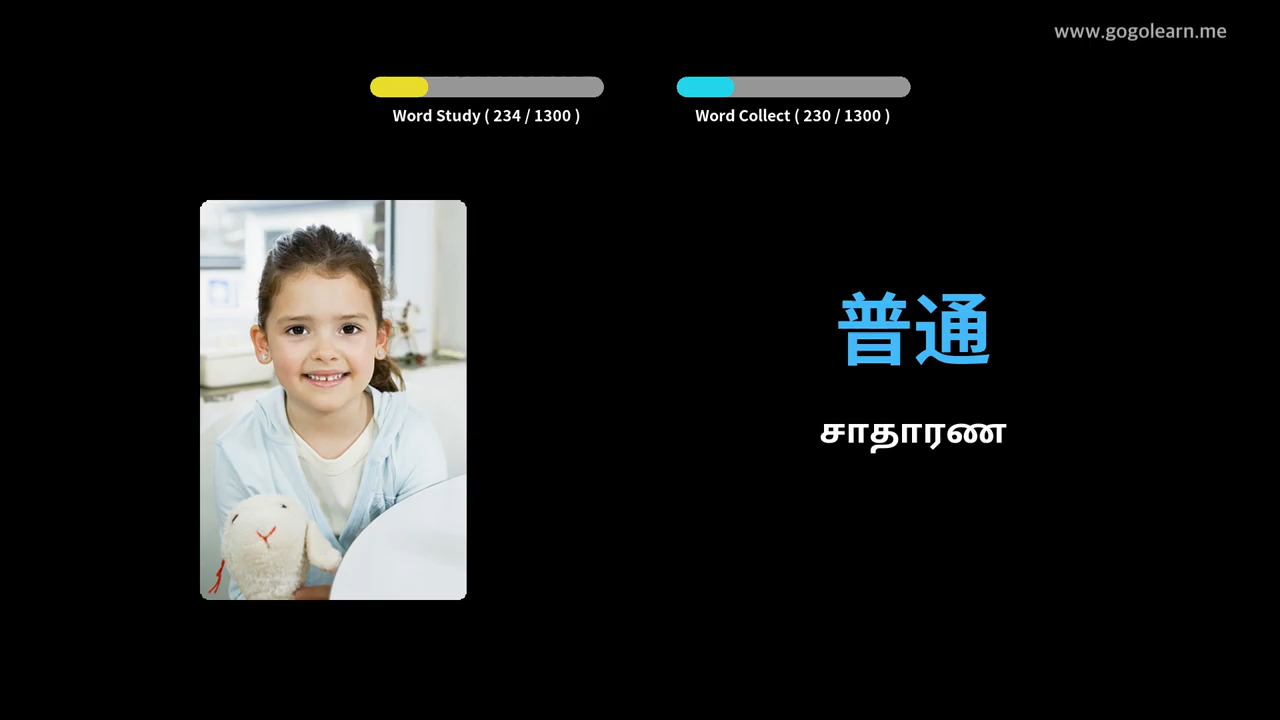 www.gogolearn.me
Word Study ( 234 / 1300 )
Word Collect ( 230 / 1300 )
普通
சாதாரண